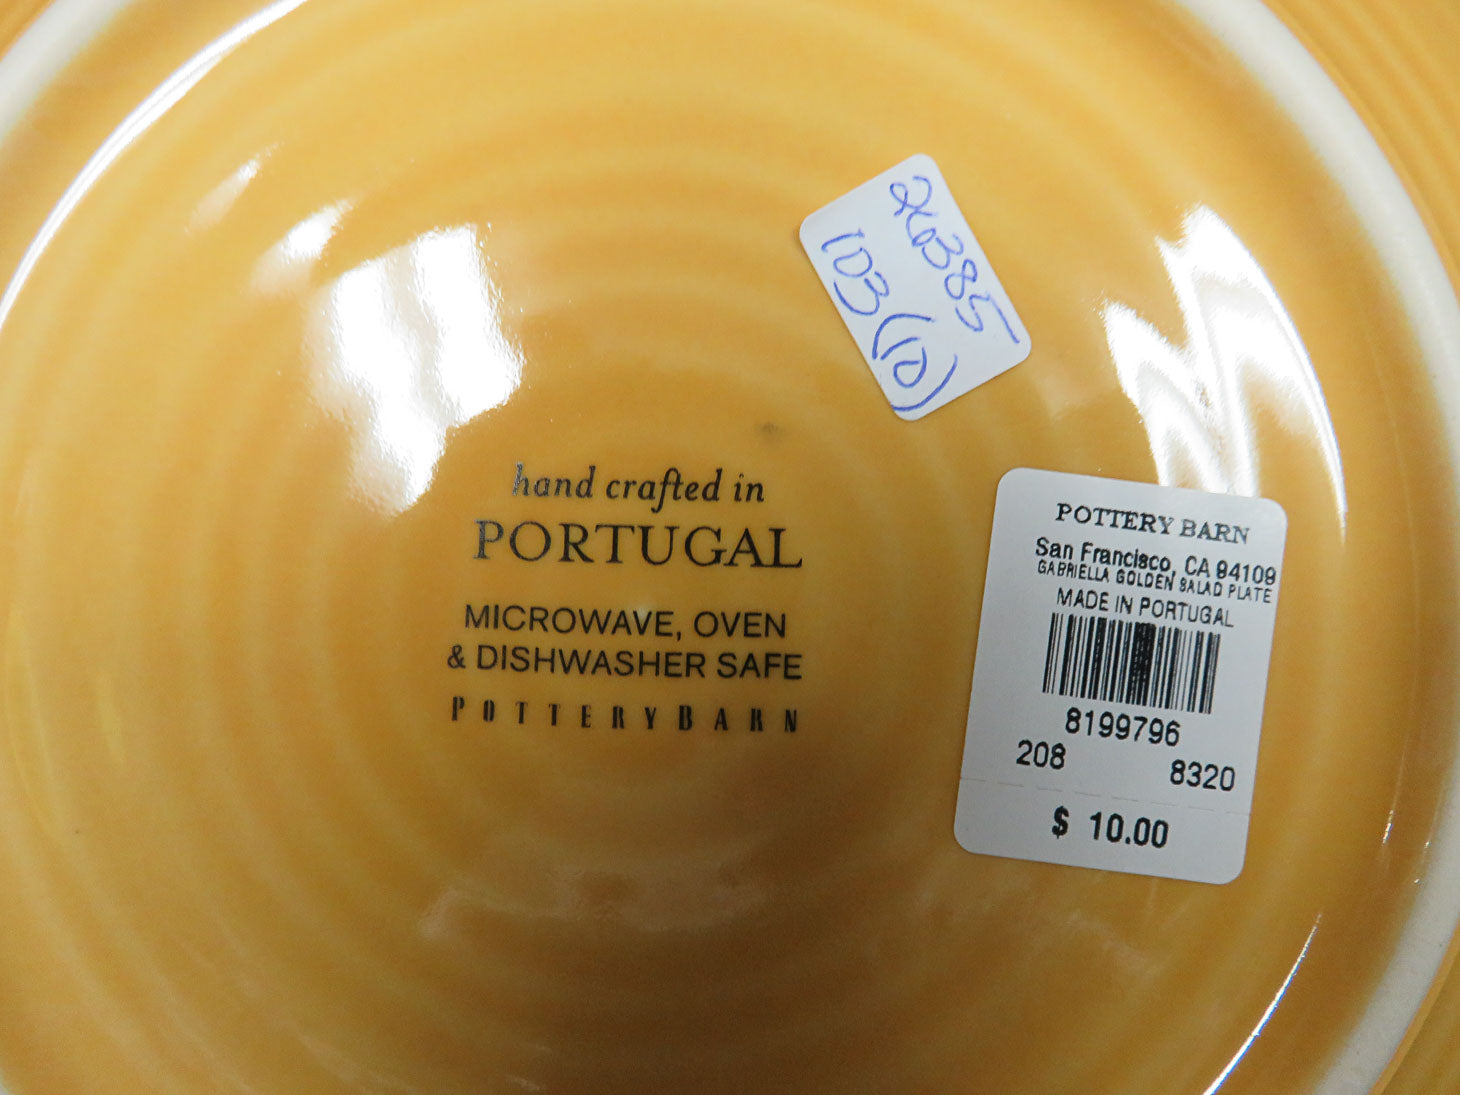 26385
103 (10)
hand crafted in
PORTUGAL
MICROWAVE, OVEN
& DISHWASHER SAFE
POTTERYBARN
POTTERY BARN
San Francisco, CA 94109
GABRIELLA GOLDEN SALAD PLATE
MADE IN PORTUGAL
8199796
208 8320
$ 10.00